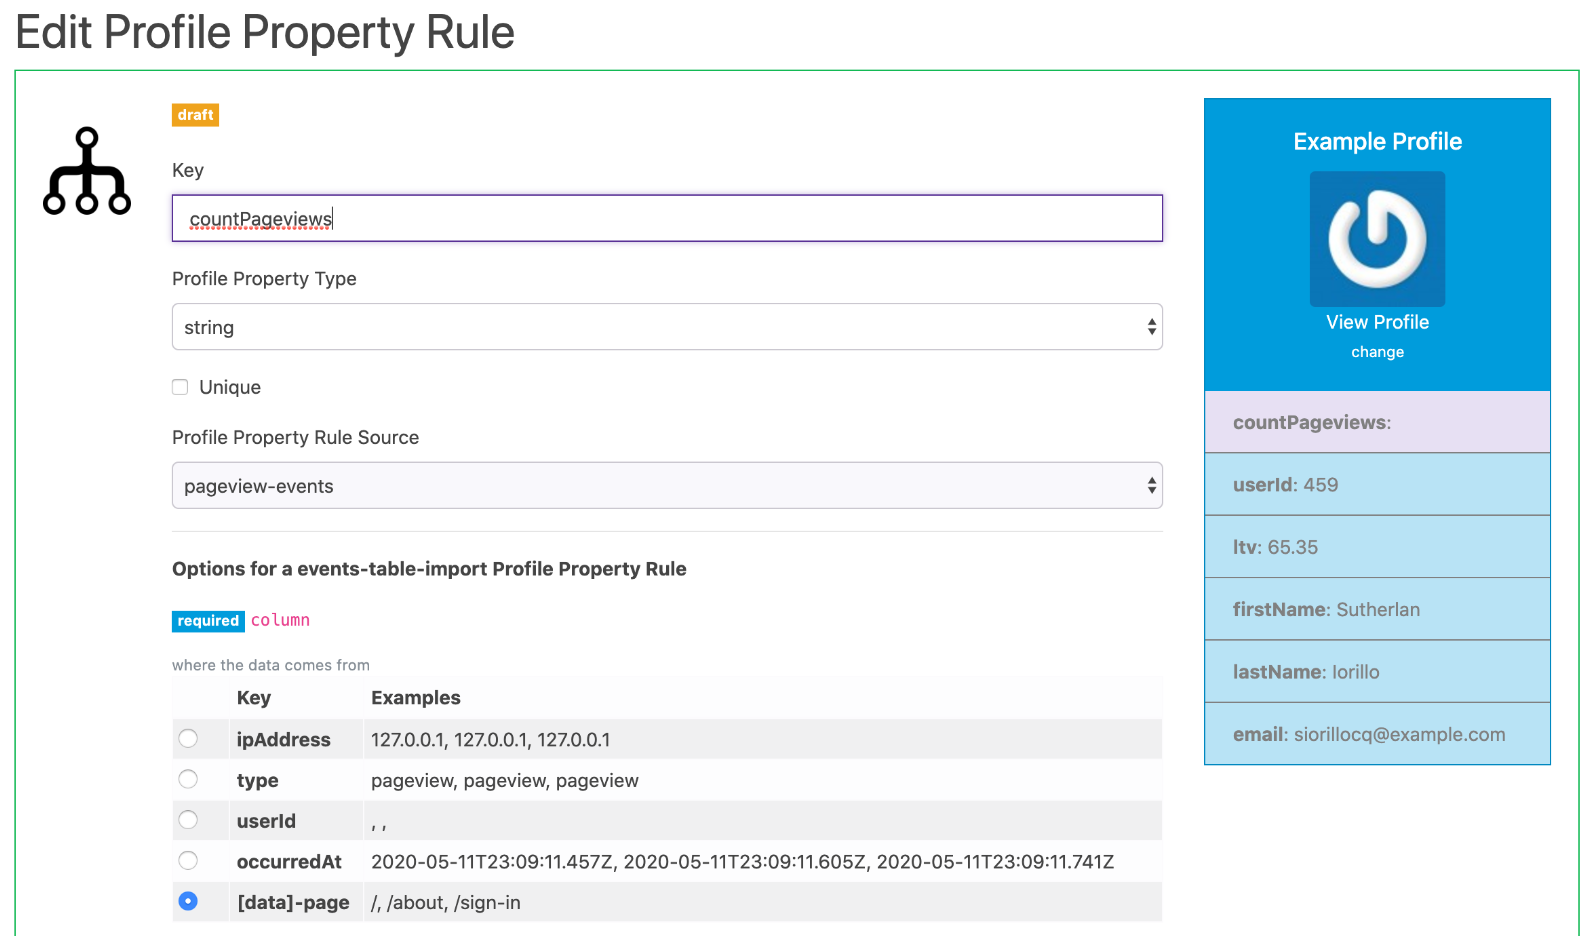 Edit Profile Property Rule
draft
Key
countPageviews
Profile Property Type
string
Unique
Profile Property Rule Source
pageview-events
Options for a events-table-import Profile Property Rule
required column
where the data comes from
Key Examples
ipAddress 127.0.0.1, 127.0.0.1, 127.0.0.1
type pageview, pageview, pageview
userId , ,
occurredAt 2020-05-11T23:09:11.457Z, 2020-05-11T23:09:11.605Z, 2020-05-11T23:09:11.741Z
[data]-page /, /about, /sign-in
Example Profile
View Profile
change
countPageviews:
userId: 459
ltv: 65.35
firstName: Sutherlan
lastName: Iorillo
email: siorillocq@example.com